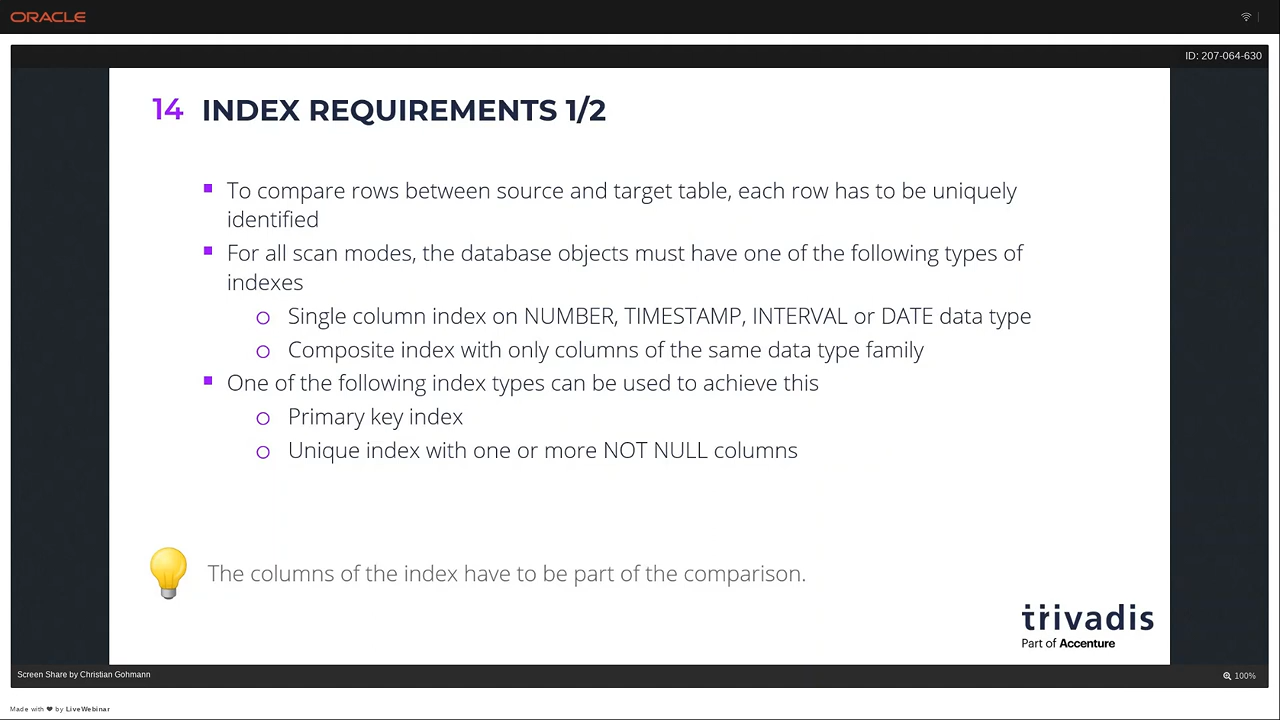 ORACLE
ID: 207-064-630
14 INDEX REQUIREMENTS 1/2
To compare rows between source and target table, each row has to be uniquely
identified
For all scan modes, the database objects must have one of the following types of
indexes
Single column index on NUMBER, TIMESTAMP, INTERVAL or DATE data type
Composite index with only columns of the same data type family
One of the following index types can be used to achieve this
Primary key index
Unique index with one or more NOT NULL columns
The columns of the index have to be part of the comparison.
trivadis
Part of Accenture
Screen Share by Christian Gohmann
100%
Made with ❤ by LiveWebinar